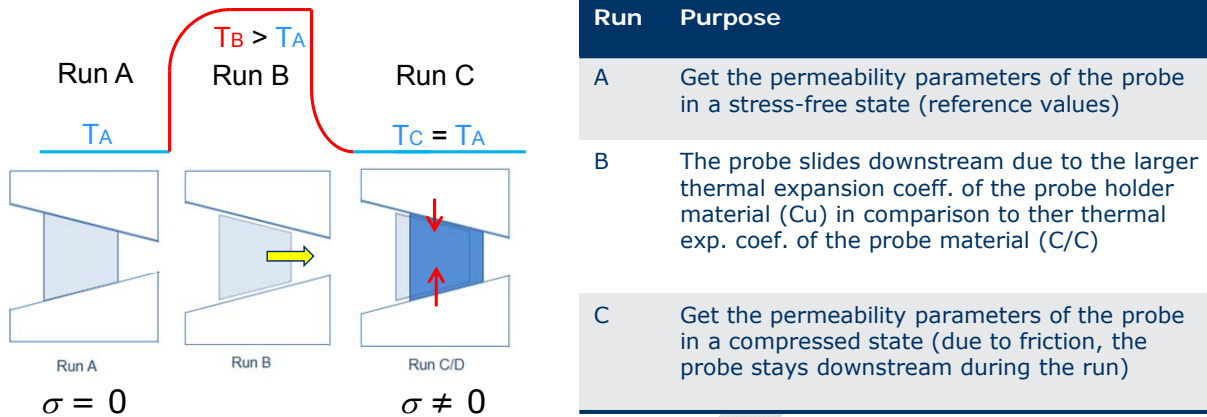 TB > TA
Run A
Run B
Run C
TA
TC = TA
Run A
Run B
Run C/D
σ = 0
σ ≠ 0
Run Purpose
A Get the permeability parameters of the probe
in a stress-free state (reference values)
B The probe slides downstream due to the larger
thermal expansion coeff. of the probe holder
material (Cu) in comparison to ther thermal
exp. coef. of the probe material (C/C)
C Get the permeability parameters of the probe
in a compressed state (due to friction, the
probe stays downstream during the run)